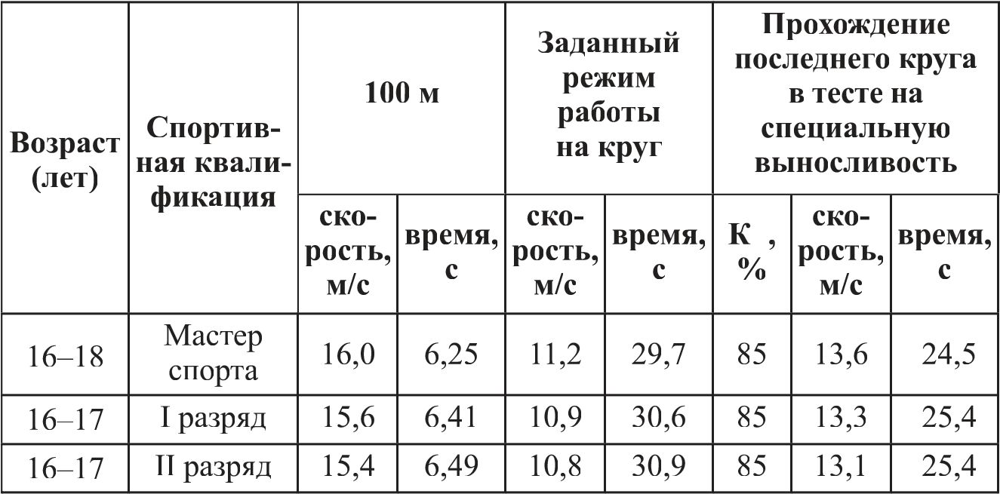 Возраст
(лет)
Спортив-
ная квали-
фикация
100 м
Заданный
режим
работы
на круг
Прохождение
последнего круга
в тесте на
специальную
выносливость
ско-
рость,
м/с
время,
с
ско-
рость,
м/с
время,
с
К ,
%
ско-
рость,
м/с
время,
с
16–18
Мастер
спорта
16,0
6,25
11,2
29,7
85
13,6
24,5
16–17
I разряд
15,6
6,41
10,9
30,6
85
13,3
25,4
16–17
II разряд
15,4
6,49
10,8
30,9
85
13,1
25,4